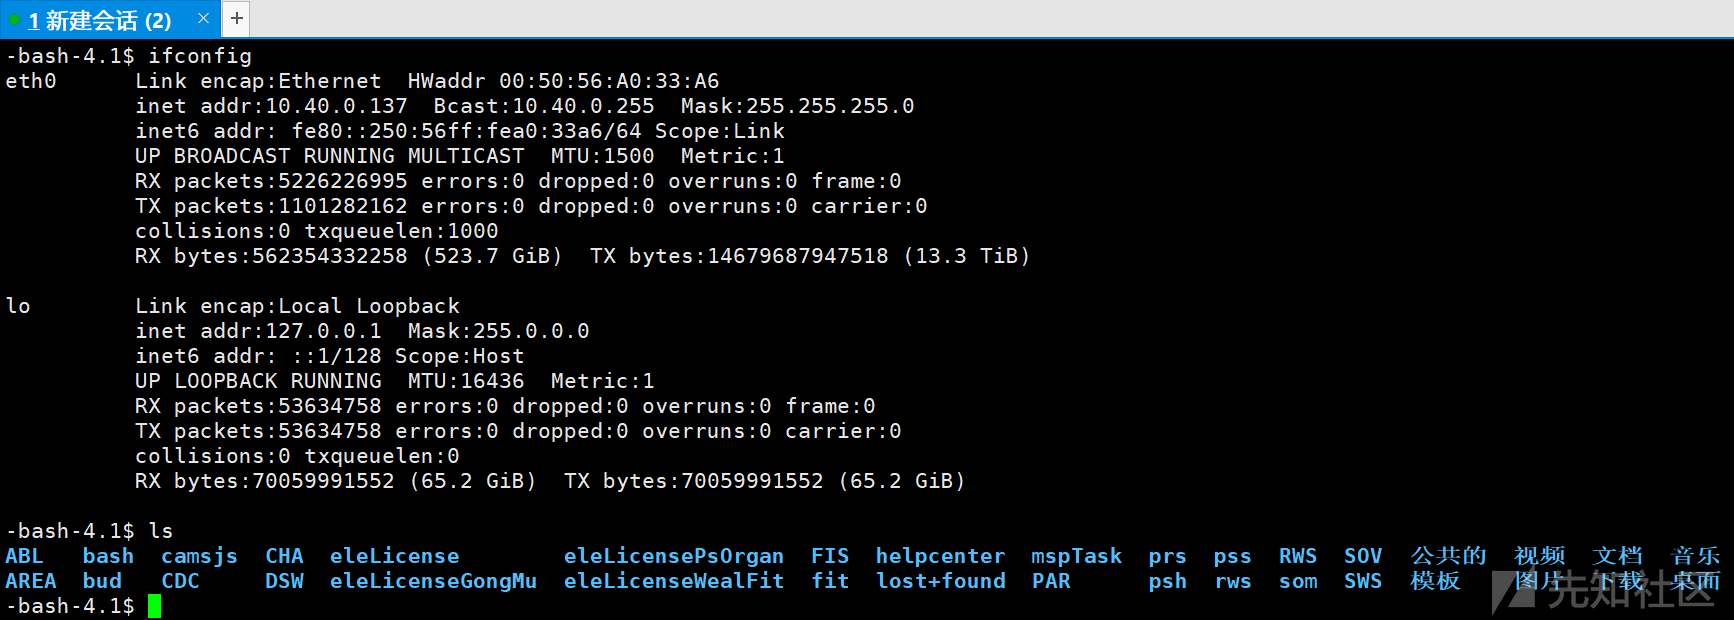 1 新建会话 (2) × +
-bash-4.1$ ifconfig
eth0      Link encap:Ethernet  HWaddr 00:50:56:A0:33:A6
          inet addr:10.40.0.137  Bcast:10.40.0.255  Mask:255.255.255.0
          inet6 addr: fe80::250:56ff:fea0:33a6/64 Scope:Link
          UP BROADCAST RUNNING MULTICAST  MTU:1500  Metric:1
          RX packets:5226226995 errors:0 dropped:0 overruns:0 frame:0
          TX packets:1101282162 errors:0 dropped:0 overruns:0 carrier:0
          collisions:0 txqueuelen:1000
          RX bytes:562354332258 (523.7 GiB)  TX bytes:14679687947518 (13.3 TiB)
lo        Link encap:Local Loopback
          inet addr:127.0.0.1  Mask:255.0.0.0
          inet6 addr: ::1/128 Scope:Host
          UP LOOPBACK RUNNING  MTU:16436  Metric:1
          RX packets:53634758 errors:0 dropped:0 overruns:0 frame:0
          TX packets:53634758 errors:0 dropped:0 overruns:0 carrier:0
          collisions:0 txqueuelen:0
          RX bytes:70059991552 (65.2 GiB)  TX bytes:70059991552 (65.2 GiB)
-bash-4.1$ ls
ABL   bash  camsjs  CHA  eleLicense        eleLicensePsOrgan  FIS  helpcenter  mspTask  prs  pss  RWS  SOV  公共的  视频  文档  音乐
AREA  bud   CDC     DSW  eleLicenseGongMu  eleLicenseWealFit  fit  lost+found  PAR      psh  rws  som  SWS  模板    图片  下载  桌面
-bash-4.1$
先知社区